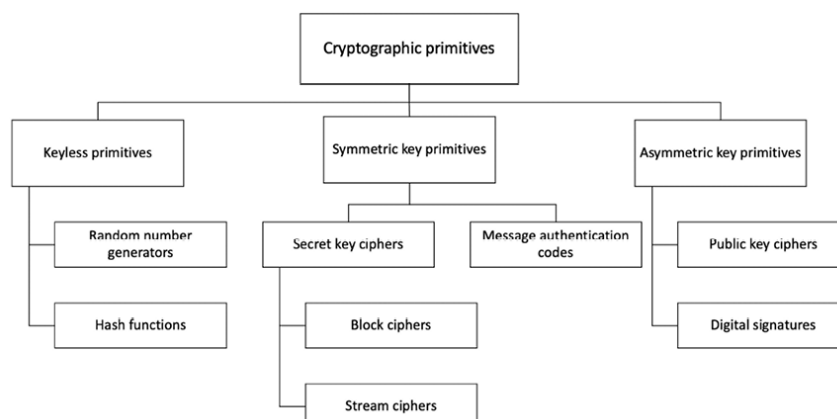 Cryptographic primitives
Keyless primitives
Symmetric key primitives
Asymmetric key primitives
Random number
generators
Secret key ciphers
Message authentication
codes
Public key ciphers
Hash functions
Block ciphers
Digital signatures
Stream ciphers